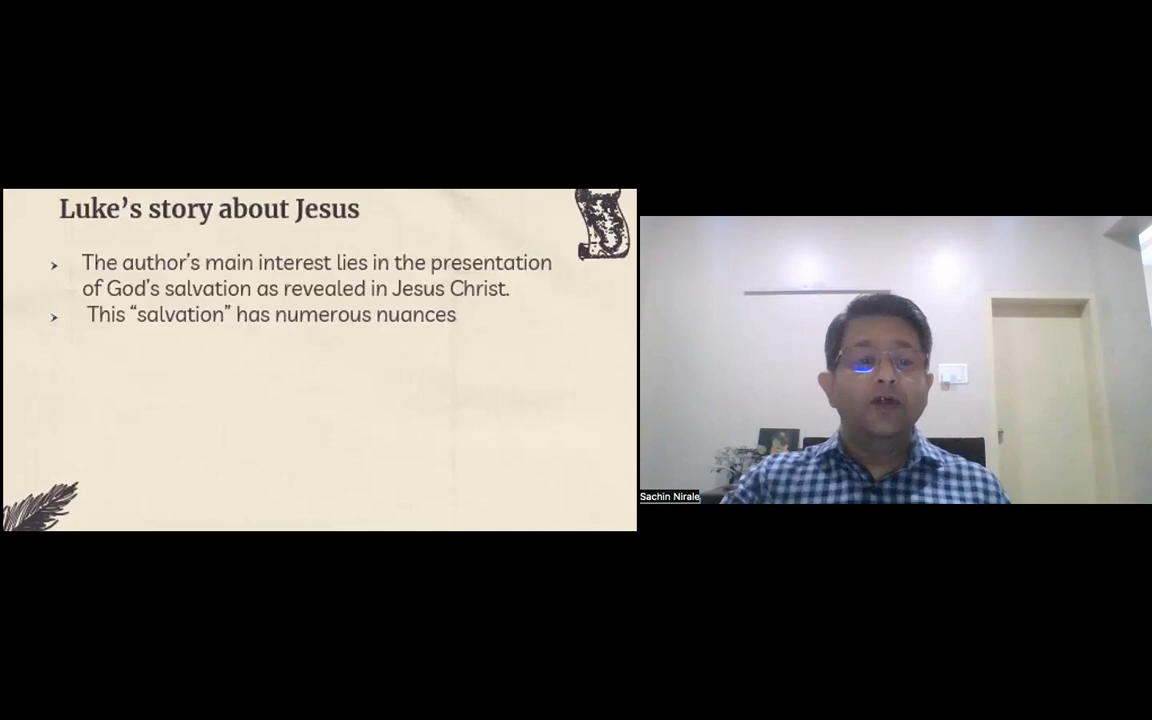 Luke’s story about Jesus
➢ The author’s main interest lies in the presentation
of God’s salvation as revealed in Jesus Christ.
➢ This “salvation” has numerous nuances
Sachin Nirale